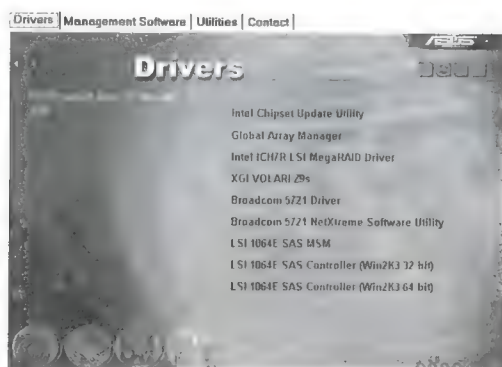 Drivers | Management Software | Utilities | Contact |
Drivers
Intel Chipset Update Utility
Global Array Manager
Intel ICH7R LSI MegaRAID Driver
XGI VOLARI Z9s
Broadcom 5721 Driver
Broadcom 5721 NetXtreme Software Utility
LSI 1064E SAS MSM
LSI 1064E SAS Controller (Win2K3 32 bit)
LSI 1064E SAS Controller (Win2K3 64 bit)